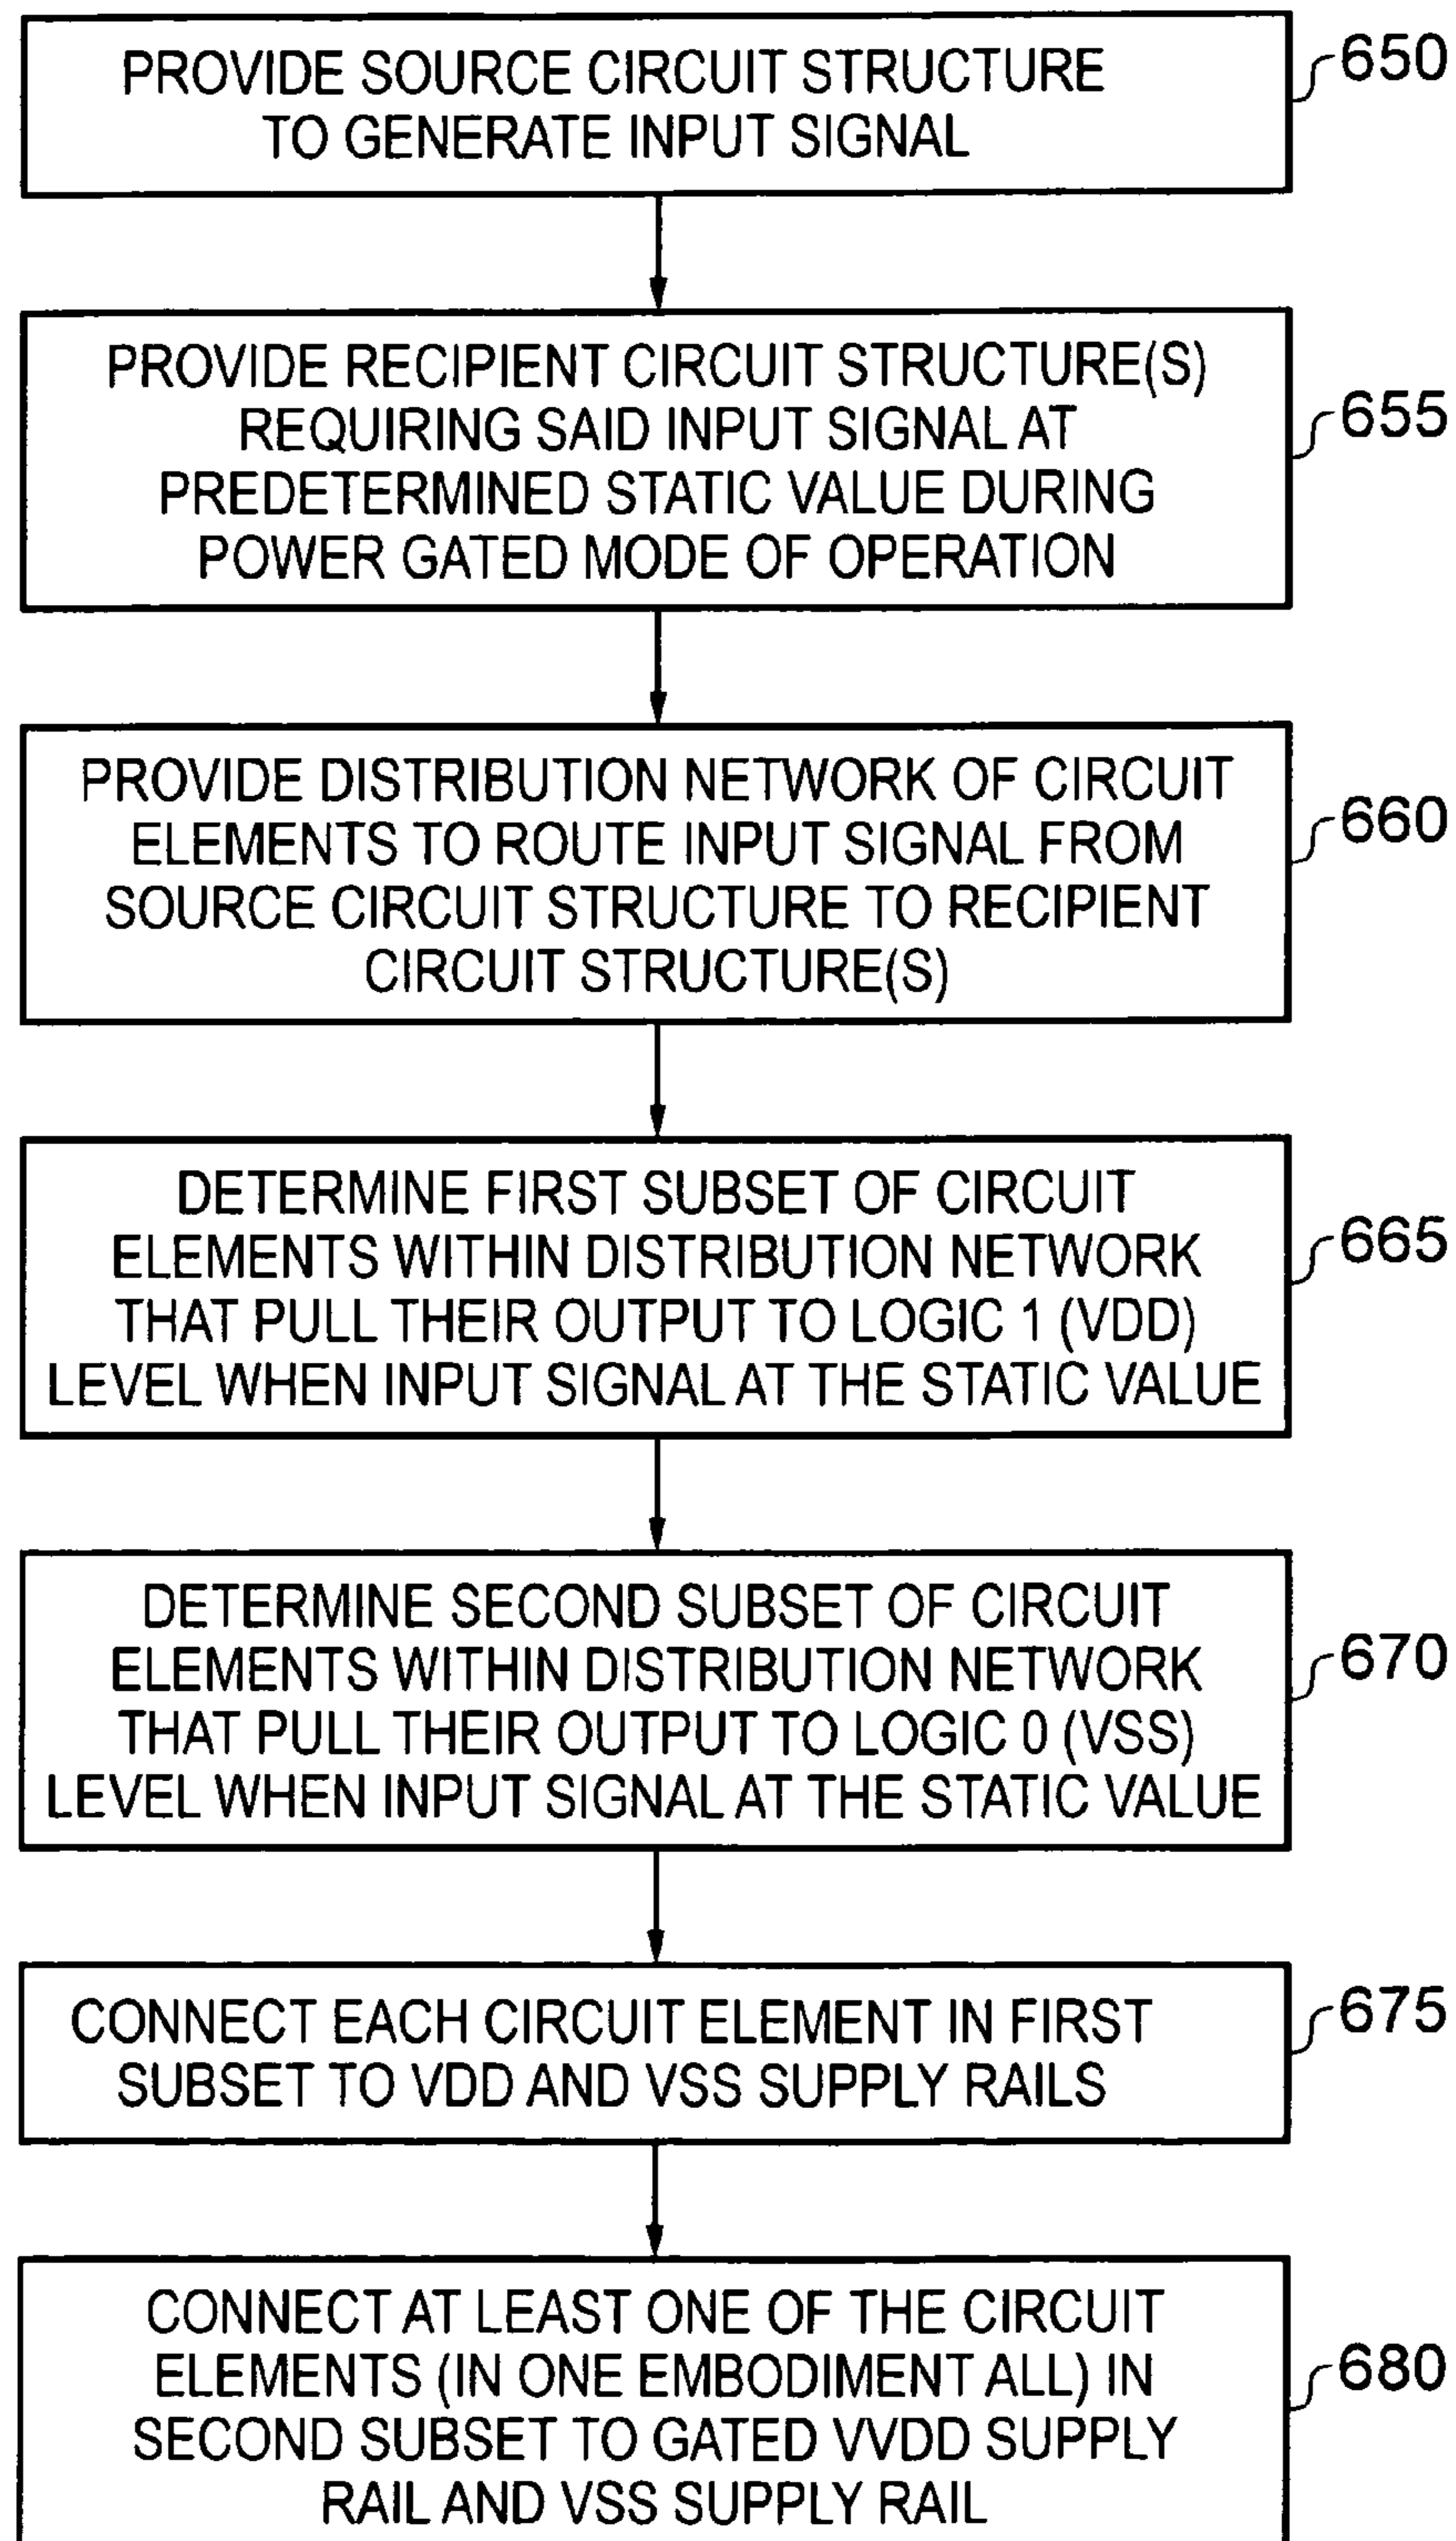 PROVIDE SOURCE CIRCUIT STRUCTURE
TO GENERATE INPUT SIGNAL
650
PROVIDE RECIPIENT CIRCUIT STRUCTURE(S)
REQUIRING SAID INPUT SIGNAL AT
PREDETERMINED STATIC VALUE DURING
POWER GATED MODE OF OPERATION
655
PROVIDE DISTRIBUTION NETWORK OF CIRCUIT
ELEMENTS TO ROUTE INPUT SIGNAL FROM
SOURCE CIRCUIT STRUCTURE TO RECIPIENT
CIRCUIT STRUCTURE(S)
660
DETERMINE FIRST SUBSET OF CIRCUIT
ELEMENTS WITHIN DISTRIBUTION NETWORK
THAT PULL THEIR OUTPUT TO LOGIC 1 (VDD)
LEVEL WHEN INPUT SIGNAL AT THE STATIC VALUE
665
DETERMINE SECOND SUBSET OF CIRCUIT
ELEMENTS WITHIN DISTRIBUTION NETWORK
THAT PULL THEIR OUTPUT TO LOGIC 0 (VSS)
LEVEL WHEN INPUT SIGNAL AT THE STATIC VALUE
670
CONNECT EACH CIRCUIT ELEMENT IN FIRST
SUBSET TO VDD AND VSS SUPPLY RAILS
675
CONNECT AT LEAST ONE OF THE CIRCUIT
ELEMENTS (IN ONE EMBODIMENT ALL) IN
SECOND SUBSET TO GATED VVDD SUPPLY
RAIL AND VSS SUPPLY RAIL
680